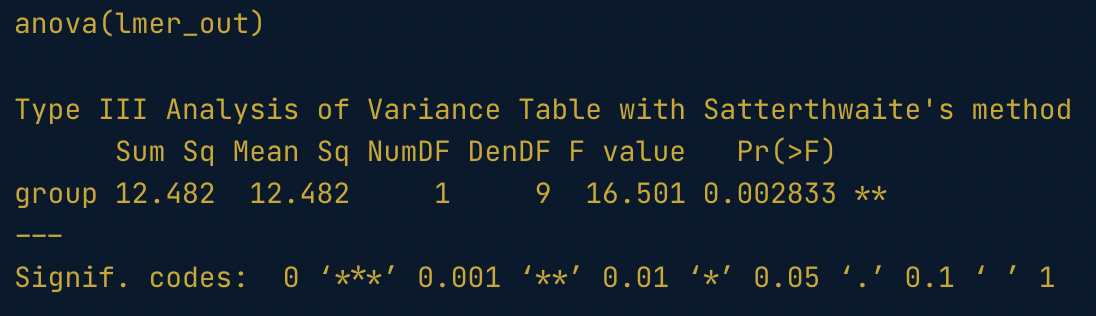 anova(lmer_out)
Type III Analysis of Variance Table with Satterthwaite's method
      Sum Sq Mean Sq NumDF DenDF F value   Pr(>F)
group 12.482  12.482     1     9  16.501 0.002833 **
---
Signif. codes:  0 ‘***’ 0.001 ‘**’ 0.01 ‘*’ 0.05 ‘.’ 0.1 ‘ ’ 1